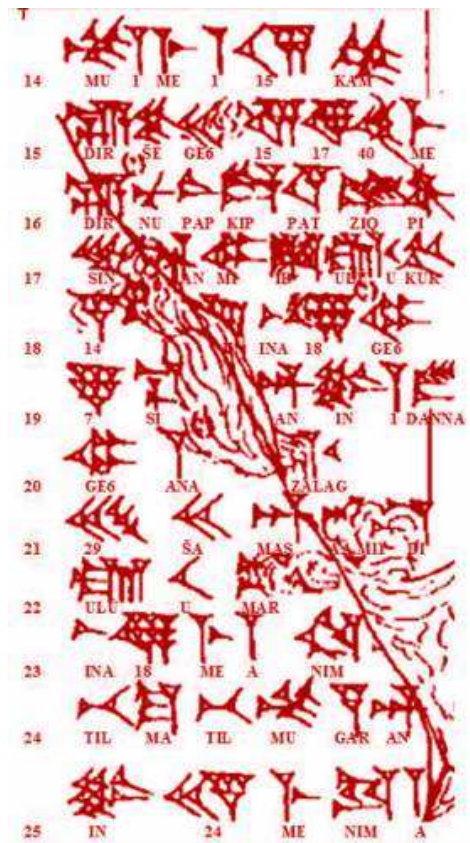 T
14 MU 1 ME 1 15 KAM
15 DIR ŠE GE6 15 17 40 ME
16 DIR NU PAP KIP PAT ZIQ PI
17 SIN AN MI IB ULU U KUR
18 14 INA 18 GE6
19 7 SI AN IN 1 DANNA
20 GE6 ANA ZALAG
21 29 ŠA MAS KAMIE DI
22 ULU U MAR
23 INA 18 ME A NIM
24 TIL MA TIL MU GAR AN
25 IN 24 ME NIM A